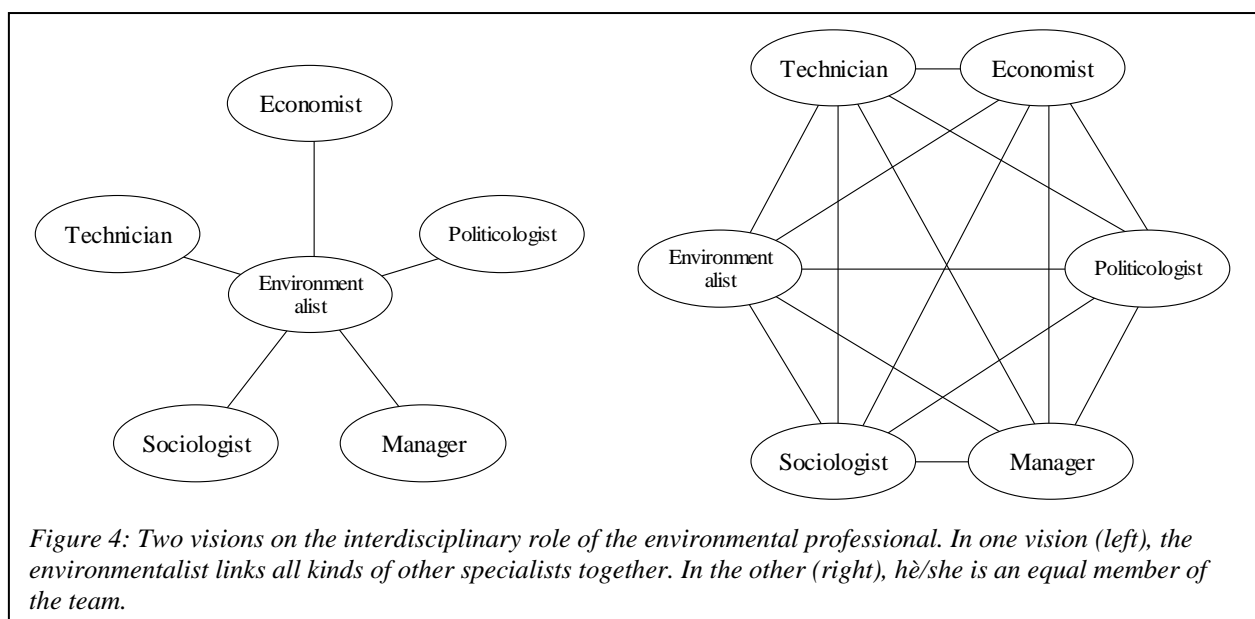 Economist
Technician
Politicologist
Environment
alist
Sociologist
Manager
Technician
Economist
Environment
alist
Politicologist
Sociologist
Manager
Figure 4: Two visions on the interdisciplinary role of the environmental professional. In one vision (left), the
environmentalist links all kinds of other specialists together. In the other (right), hè/she is an equal member of
the team.